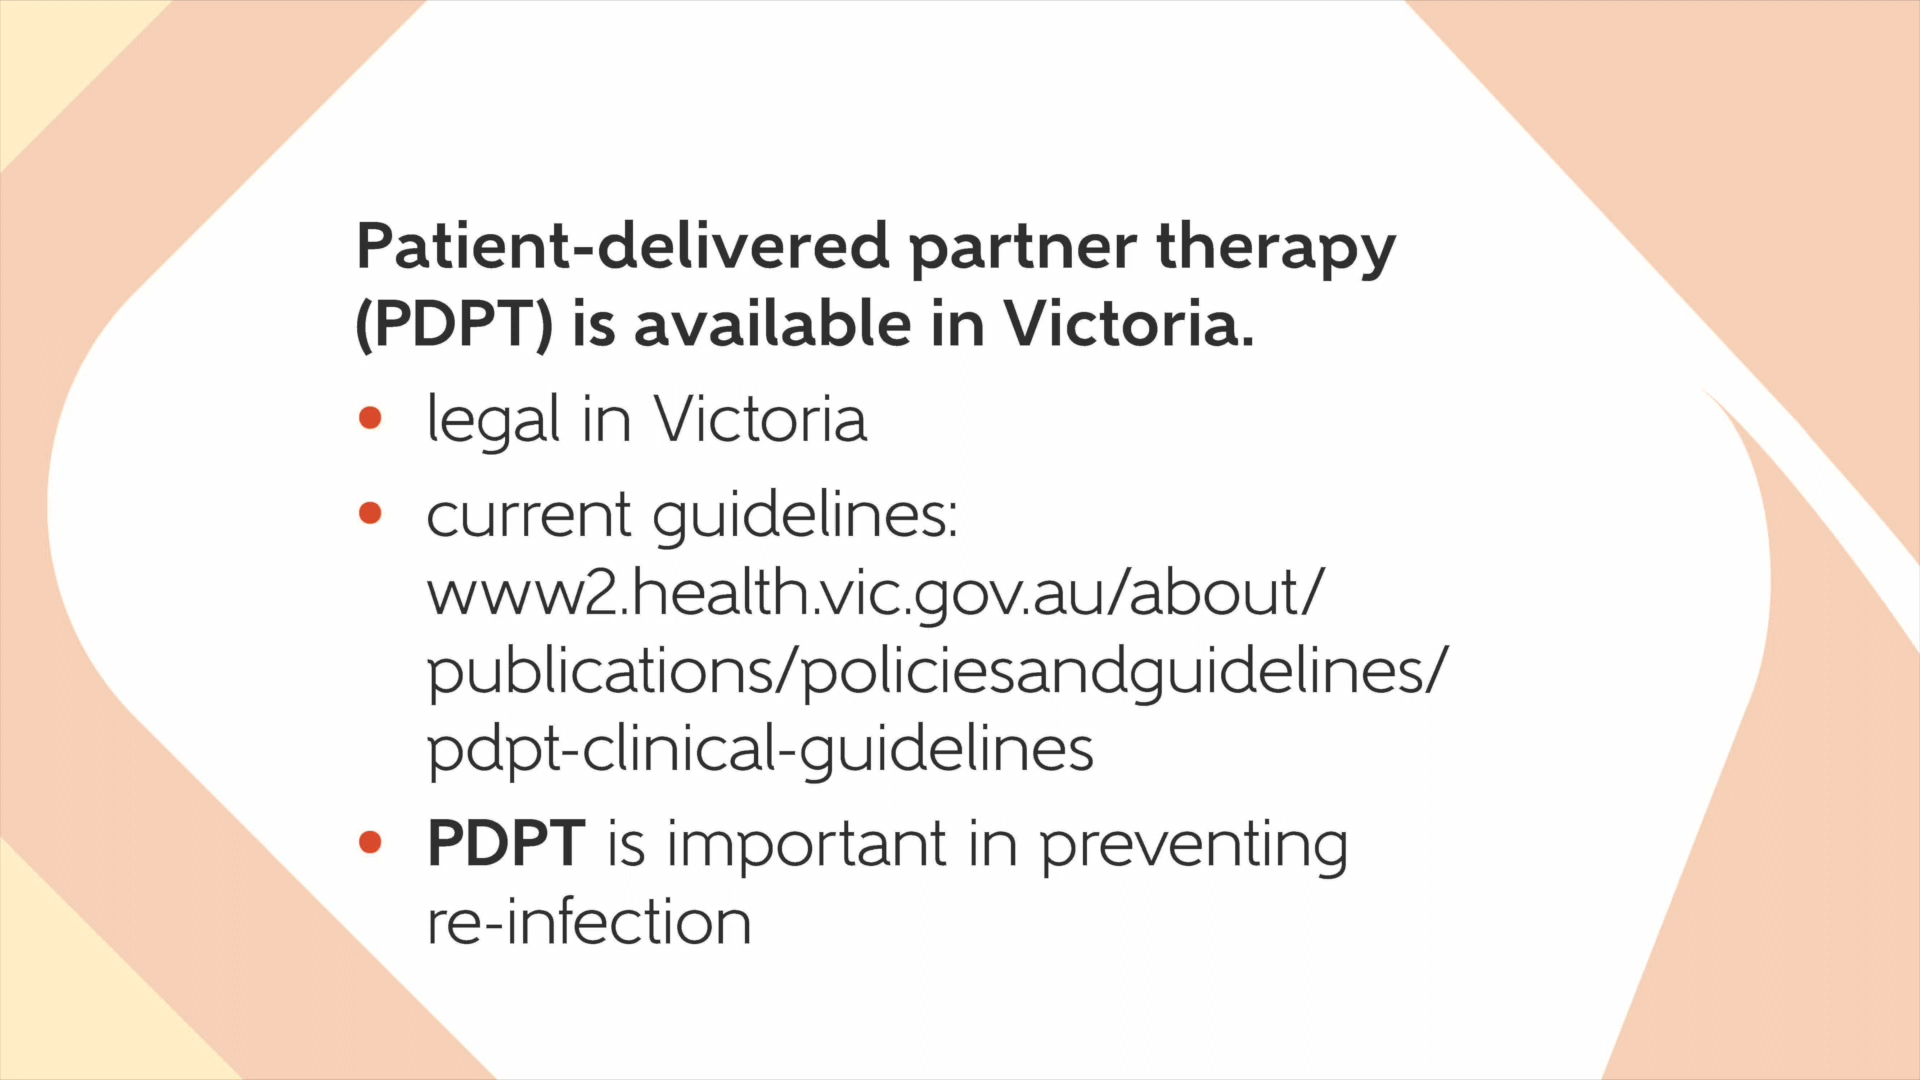 Patient-delivered partner therapy
(PDPT) is available in Victoria.
• legal in Victoria
• current guidelines:
www2.health.vic.gov.au/about/
publications/policiesandguidelines/
pdpt-clinical-guidelines
• PDPT is important in preventing
re-infection